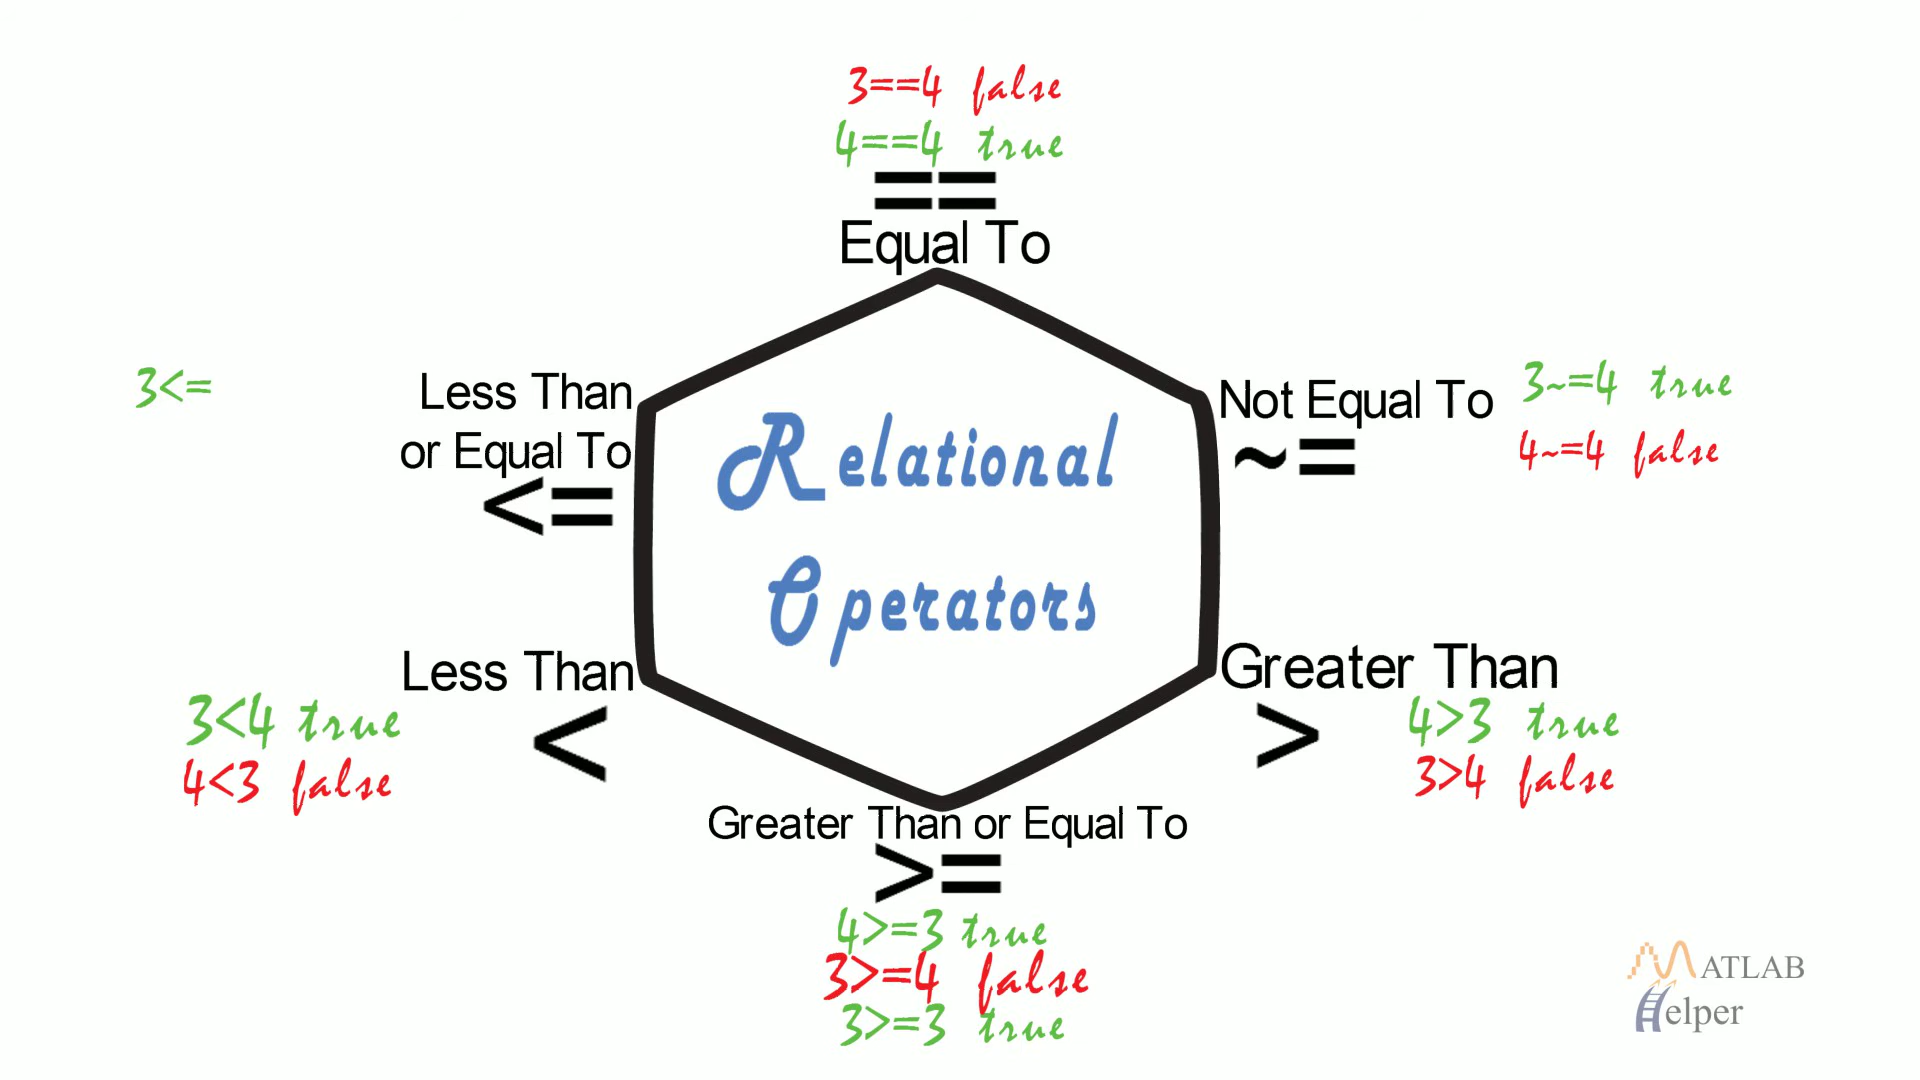 3==4 false
4==4 true
==
Equal To
3<=
Less Than
or Equal To
<=
Not Equal To
~=
3~=4 true
4~=4 false
Relational
Operators
Less Than
<
3<4 true
4<3 false
Greater Than
>
4>3 true
3>4 false
Greater Than or Equal To
>=
4>=3 true
3>=4 false
3>=3 true
MATLAB
Helper